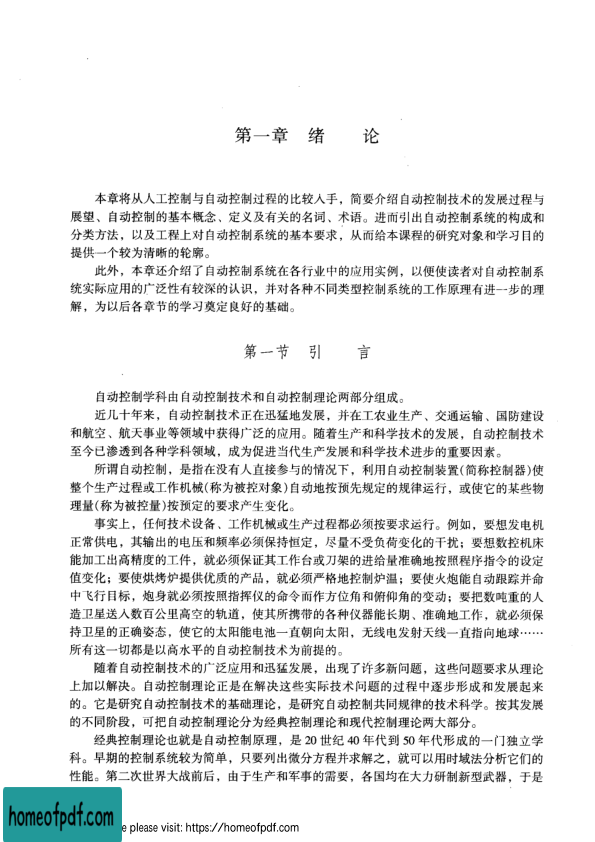 第一章 绪 论
本章将从人工控制与自动控制过程的比较入手，简要介绍自动控制技术的发展过程与
展望、自动控制的基本概念、定义及有关的名词、术语。进而引出自动控制系统的构成和
分类方法，以及工程上对自动控制系统的基本要求，从而给本课程的研究对象和学习目的
提供一个较为清晰的轮廓。
此外，本章还介绍了自动控制系统在各行业中的应用实例，以便使读者对自动控制系
统实际应用的广泛性有较深的认识，并对各种不同类型控制系统的工作原理有进一步的理
解，为以后各章节的学习奠定良好的基础。
第一节 引 言
自动控制学科由自动控制技术和自动控制理论两部分组成。
近几十年来，自动控制技术正在迅猛地发展，并在工农业生产、交通运输、国防建设
和航空、航天事业等领域中获得广泛的应用。随着生产和科学技术的发展，自动控制技术
至今已渗透到各种学科领域，成为促进当代生产发展和科学技术进步的重要因素。
所谓自动控制，是指在没有人直接参与的情况下，利用自动控制装置(简称控制器)使
整个生产过程或工作机械(称为被控对象)自动地按预先规定的规律运行，或使它的某些物
理量(称为被控量)按预定的要求产生变化。
事实上，任何技术设备、工作机械或生产过程都必须按要求运行。例如，要想发电机
正常供电，其输出的电压和频率必须保持恒定，尽量不受负荷变化的干扰；要想数控机床
能加工出高精度的工件，就必须保证其工作台或刀架的进给量准确地按照程序指令的设定
值变化；要使烘烤炉提供优质的产品，就必须严格地控制炉温；要使火炮能自动跟踪并命
中飞行目标，炮身就必须按照指挥仪的命令而作方位角和俯仰角的变动；要把数吨重的人
造卫星送入数百公里高空的轨道，使其所携带的各种仪器能长期、准确地工作，就必须保
持卫星的正确姿态，使它的太阳能电池一直朝向太阳，无线电发射天线一直指向地球……
所有这一切都是以高水平的自动控制技术为前提的。
随着自动控制技术的广泛应用和迅猛发展，出现了许多新问题，这些问题要求从理论
上加以解决。自动控制理论正是在解决这些实际技术问题的过程中逐步形成和发展起来
的。它是研究自动控制技术的基础理论，是研究自动控制共同规律的技术科学。按其发展
的不同阶段，可把自动控制理论分为经典控制理论和现代控制理论两大部分。
经典控制理论也就是自动控制原理，是 20 世纪 40 年代到 50 年代形成的一门独立学
科。早期的控制系统较为简单，只要列出微分方程并求解之，就可以用时域法分析它们的
性能。第二次世界大战前后，由于生产和军事的需要，各国均在大力研制新型武器，于是
homeofpdf.com
e please visit: https://homeofpdf.com